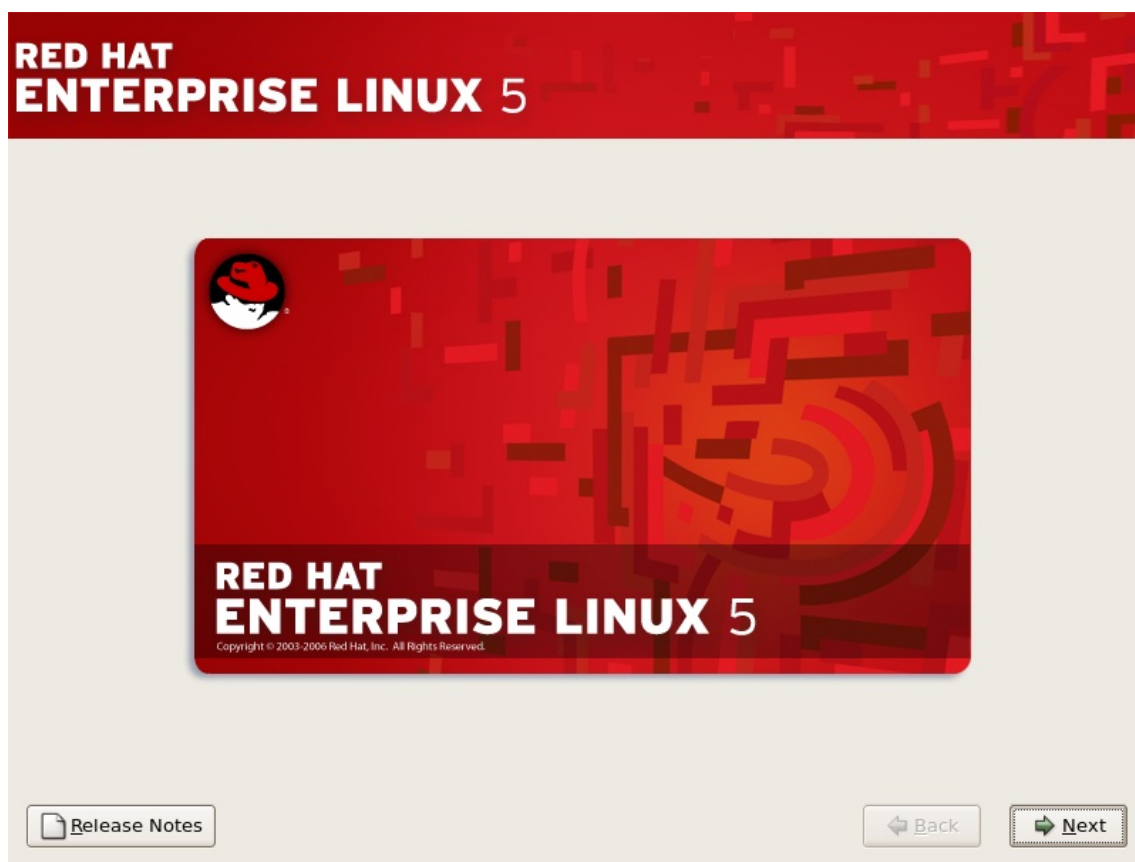 RED HAT
ENTERPRISE LINUX 5
RED HAT
ENTERPRISE LINUX 5
Copyright © 2003-2006 Red Hat, Inc. All Rights Reserved.
Release Notes
Back
Next